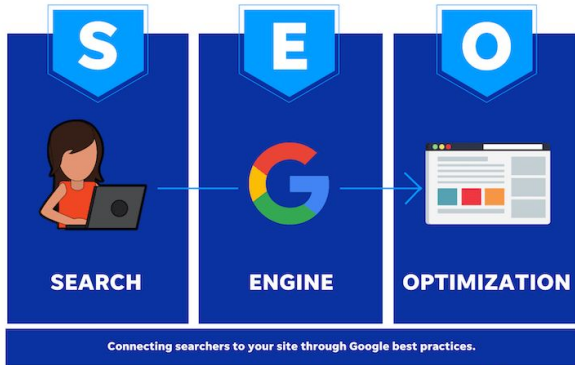 S E O
SEARCH ENGINE OPTIMIZATION
Connecting searchers to your site through Google best practices.